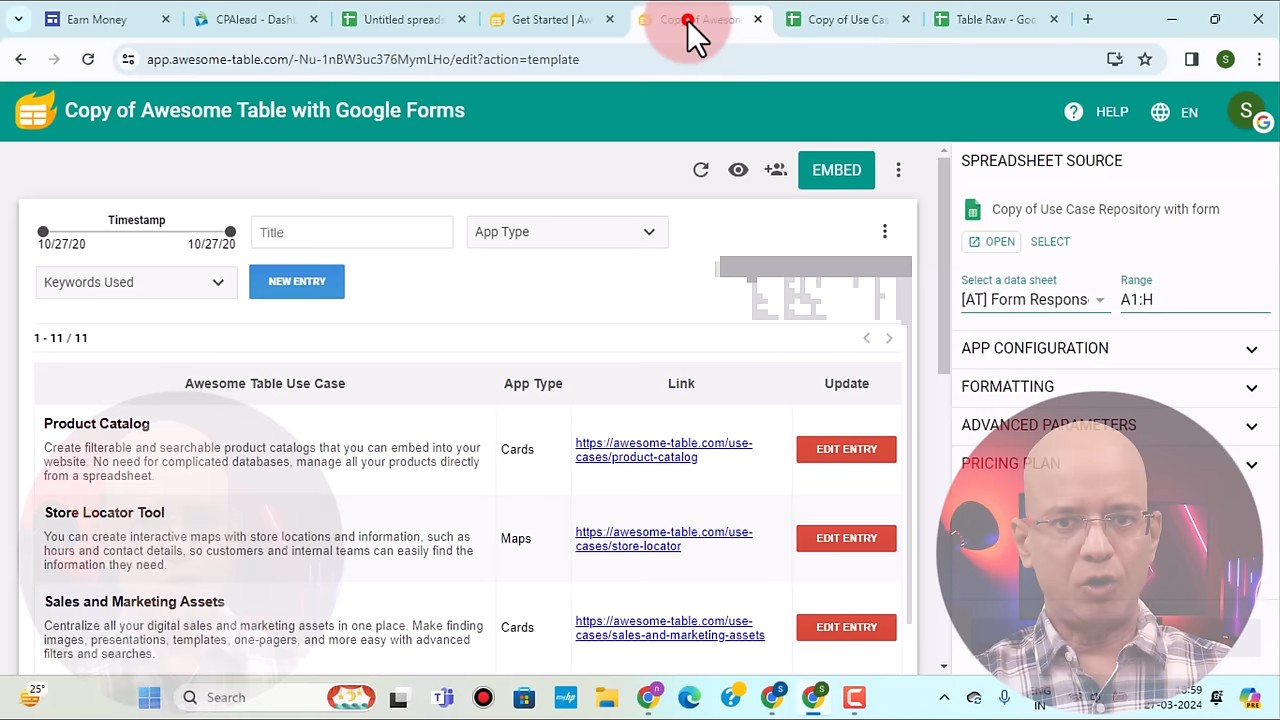 Earn Money
CPAlead - Dash
Untitled spreads
Get Started | Aw
Copy of Awesom
Copy of Use Cas
Table Raw - Goo
app.awesome-table.com/-Nu-1nBW3uc376MymLHo/edit?action=template
S
Copy of Awesome Table with Google Forms
HELP
EN
S
G
EMBED
SPREADSHEET SOURCE
Copy of Use Case Repository with form
OPEN
SELECT
Select a data sheet
Range
[AT] Form Respons
A1:H
APP CONFIGURATION
FORMATTING
ADVANCED PARAMETERS
PRICING PLAN
Timestamp
10/27/20
10/27/20
Title
App Type
Keywords Used
NEW ENTRY
1 - 11 / 11
Awesome Table Use Case
App Type
Link
Update
Product Catalog
Create filterable and searchable product catalogs that you can embed into your
website. No need for complicated databases, manage all your products directly
from a spreadsheet.
Cards
https://awesome-table.com/use-
cases/product-catalog
EDIT ENTRY
Store Locator Tool
You can create interactive maps with store locations and information, such as
hours and contact details, so customers and internal teams can easily find the
information they need.
Maps
https://awesome-table.com/use-
cases/store-locator
EDIT ENTRY
Sales and Marketing Assets
Centralize all your digital sales and marketing assets in one place. Make finding
images, presentations, templates, one-pagers, and more easy with advanced
filters and searches.
Cards
https://awesome-table.com/use-
cases/sales-and-marketing-assets
EDIT ENTRY
25°
Search
IN
:59
27-03-2024
PRE